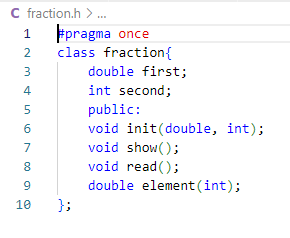 C fraction.h > ...
1 #pragma once
2 class fraction{
3 double first;
4 int second;
5 public:
6 void init(double, int);
7 void show();
8 void read();
9 double element(int);
10 };